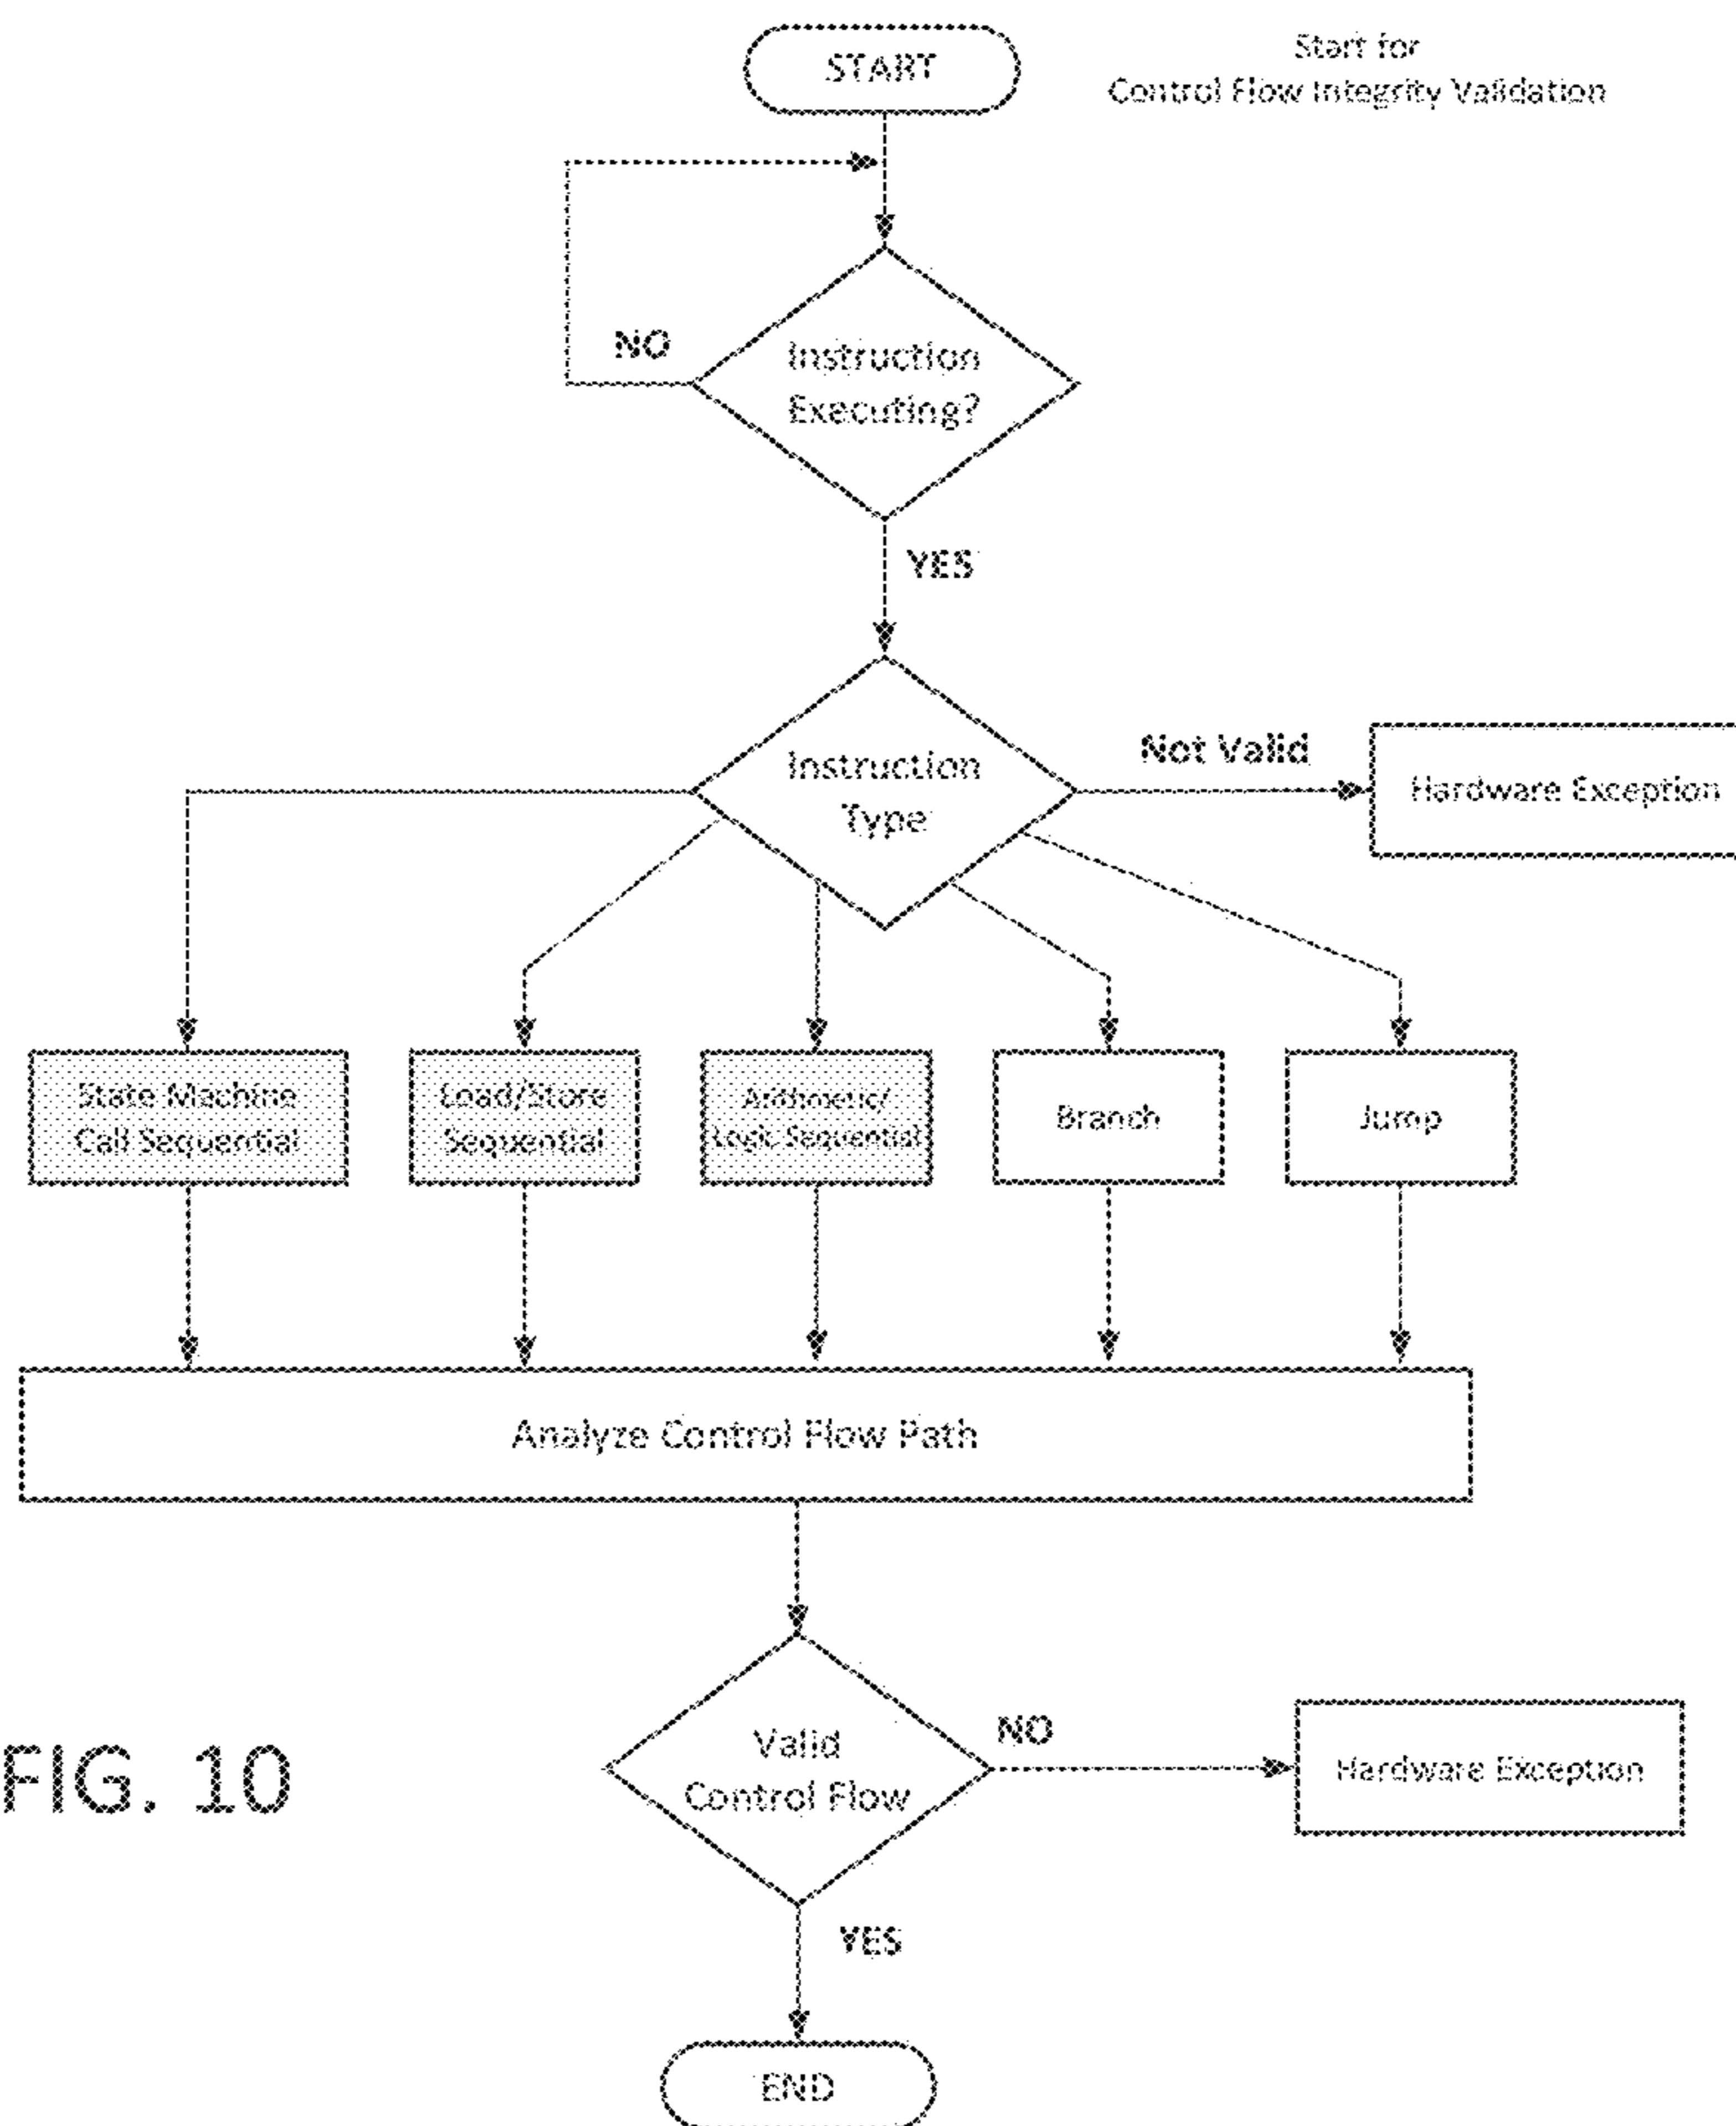 START
Start for
Control Flow Integrity Validation
NO
Instruction
Executing?
YES
Instruction
Type
Not Valid
Hardware Exception
State Machine
Call Sequential
Load/Store
Sequential
Arithmetic/
Logic Sequential
Branch
Jump
Analyze Control Flow Path
Valid
Control Flow
NO
Hardware Exception
FIG. 10
YES
END